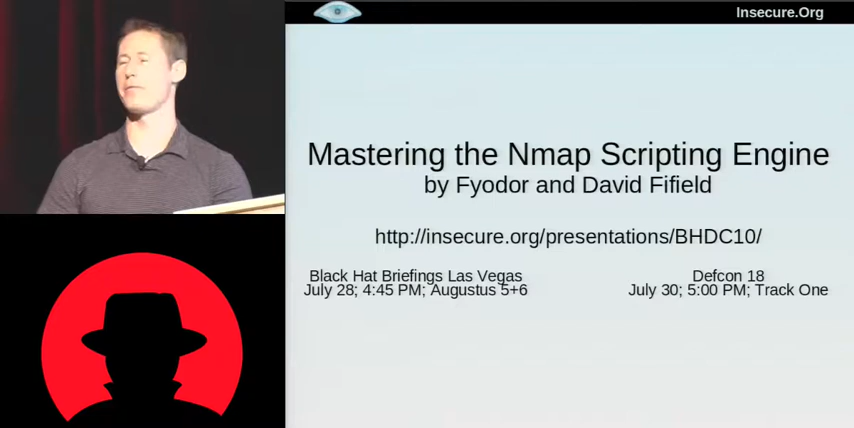 Insecure.Org
Mastering the Nmap Scripting Engine
by Fyodor and David Fifield
http://insecure.org/presentations/BHDC10/
Black Hat Briefings Las Vegas
July 28; 4:45 PM; Augustus 5+6
Defcon 18
July 30; 5:00 PM; Track One